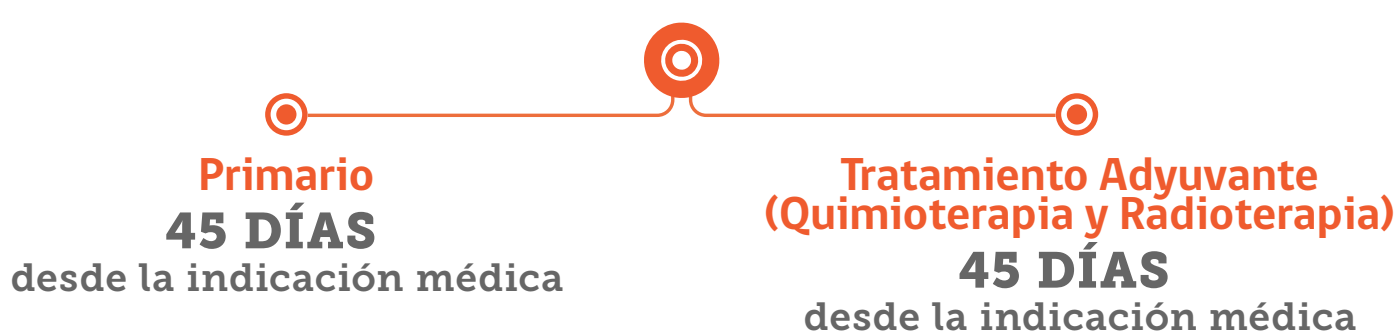 Primario
45 DÍAS
desde la indicación médica
Tratamiento Adyuvante
(Quimioterapia y Radioterapia)
45 DÍAS
desde la indicación médica